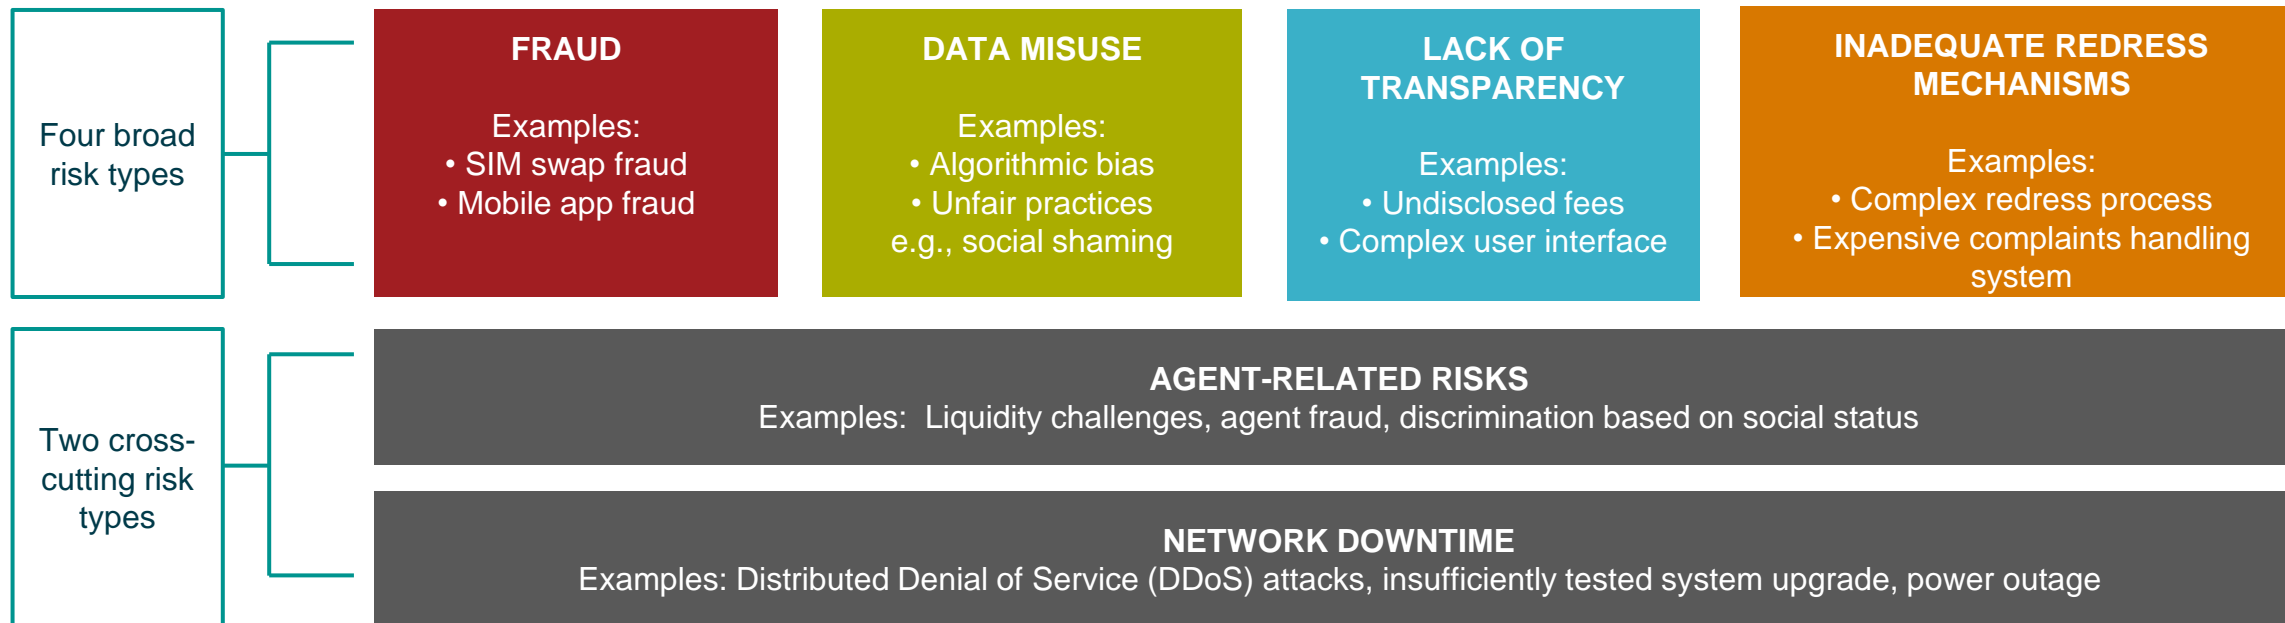 Four broad
risk types
FRAUD
Examples:
• SIM swap fraud
• Mobile app fraud
DATA MISUSE
Examples:
• Algorithmic bias
• Unfair practices
e.g., social shaming
LACK OF
TRANSPARENCY
Examples:
• Undisclosed fees
• Complex user interface
INADEQUATE REDRESS
MECHANISMS
Examples:
• Complex redress process
• Expensive complaints handling
system
Two cross-
cutting risk
types
AGENT-RELATED RISKS
Examples:  Liquidity challenges, agent fraud, discrimination based on social status
NETWORK DOWNTIME
Examples: Distributed Denial of Service (DDoS) attacks, insufficiently tested system upgrade, power outage